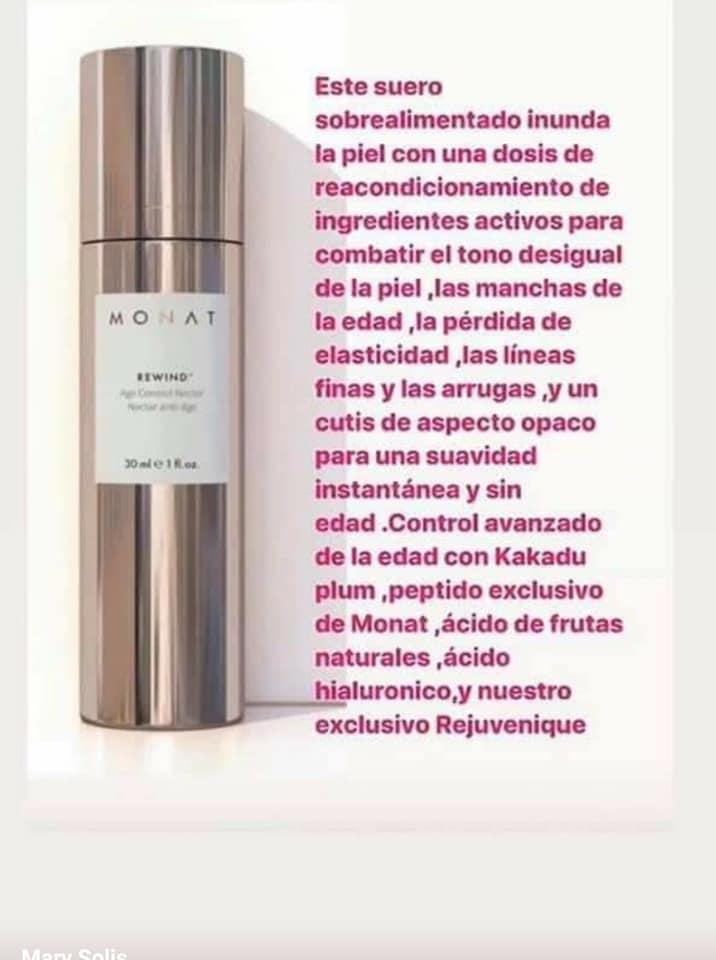 MONAT
REWIND™
Age Control Nectar
Nectar anti-âge
30 ml e 1 fl. oz.
Este suero
sobrealimentado inunda
la piel con una dosis de
reacondicionamiento de
ingredientes activos para
combatir el tono desigual
de la piel ,las manchas de
la edad ,la pérdida de
elasticidad ,las líneas
finas y las arrugas ,y un
cutis de aspecto opaco
para una suavidad
instantánea y sin
edad .Control avanzado
de la edad con Kakadu
plum ,peptido exclusivo
de Monat ,ácido de frutas
naturales ,ácido
hialuronico,y nuestro
exclusivo Rejuvenique
Mary Solis